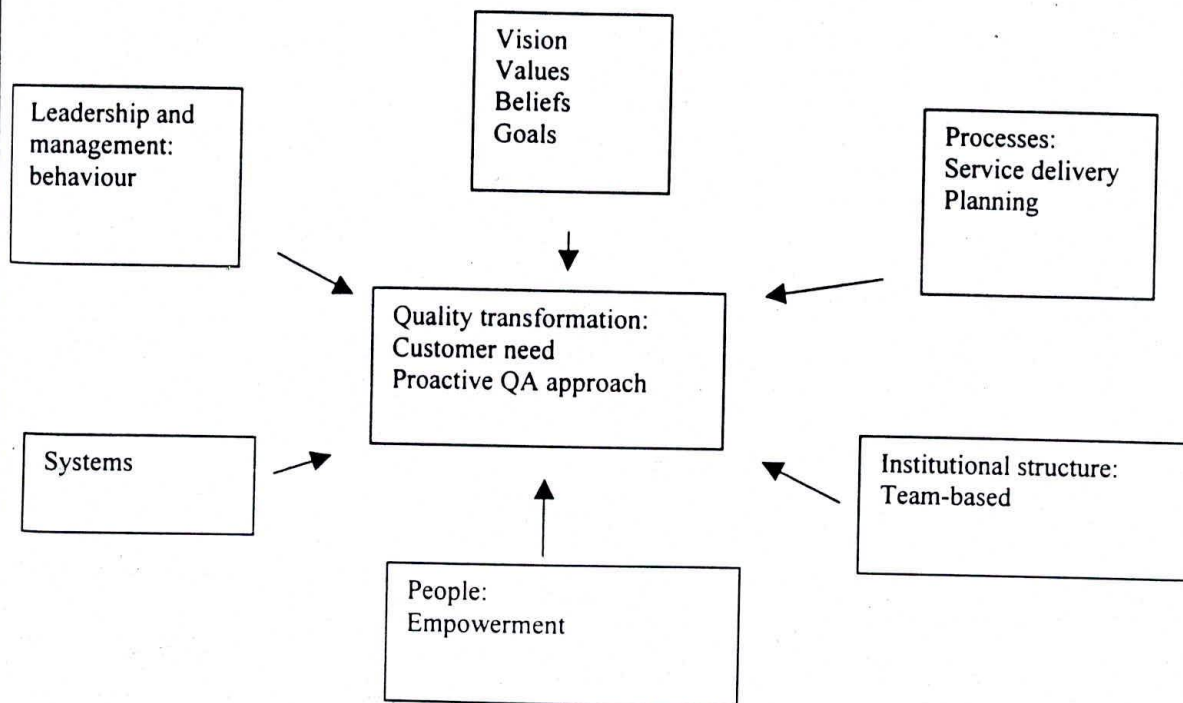 Vision
Values
Beliefs
Goals
Leadership and
management:
behaviour
Processes:
Service delivery
Planning
Quality transformation:
Customer need
Proactive QA approach
Systems
Institutional structure:
Team-based
People:
Empowerment